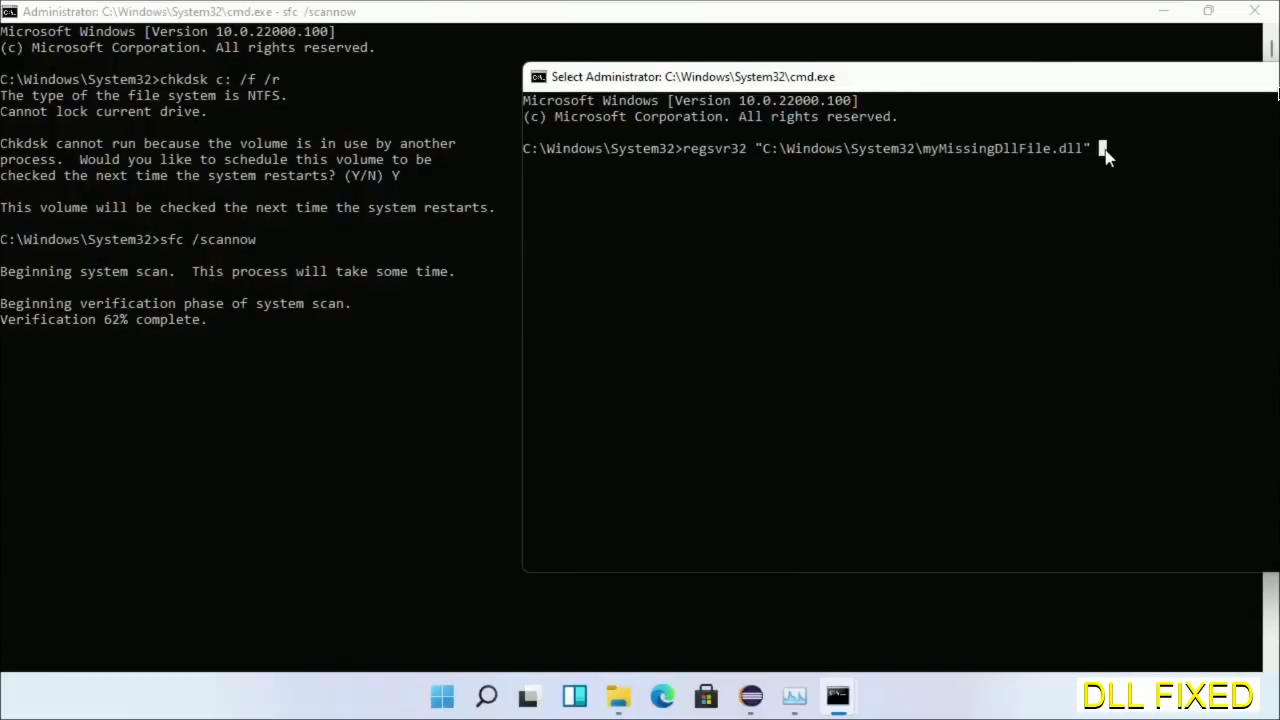 Administrator: C:\Windows\System32\cmd.exe - sfc /scannow
Microsoft Windows [Version 10.0.22000.100]
(c) Microsoft Corporation. All rights reserved.
C:\Windows\System32>chkdsk c: /f /r
The type of the file system is NTFS.
Cannot lock current drive.
Chkdsk cannot run because the volume is in use by another
process.  Would you like to schedule this volume to be
checked the next time the system restarts? (Y/N) Y
This volume will be checked the next time the system restarts.
C:\Windows\System32>sfc /scannow
Beginning system scan.  This process will take some time.
Beginning verification phase of system scan.
Verification 62% complete.
Select Administrator: C:\Windows\System32\cmd.exe
Microsoft Windows [Version 10.0.22000.100]
(c) Microsoft Corporation. All rights reserved.
C:\Windows\System32>regsvr32 "C:\Windows\System32\myMissingDllFile.dll"
DLL FIXED